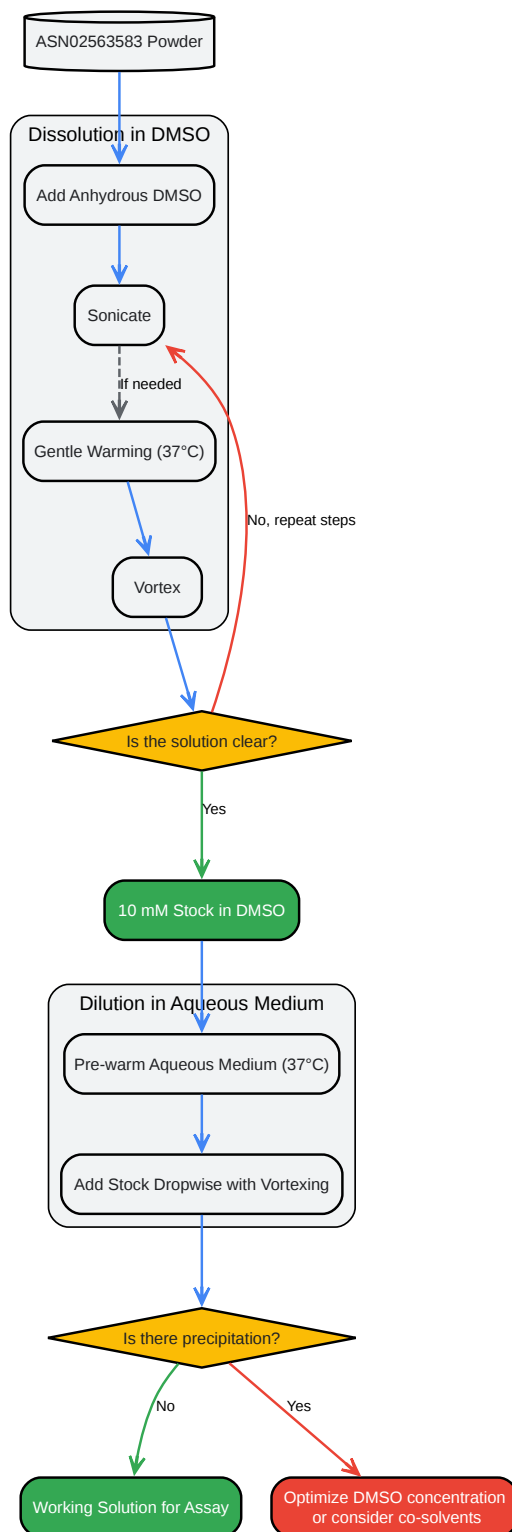 ASN02563583 Powder
Dissolution in DMSO
Add Anhydrous DMSO
Sonicate
If needed
Gentle Warming (37°C)
No, repeat steps
Vortex
Is the solution clear?
Yes
10 mM Stock in DMSO
Dilution in Aqueous Medium
Pre-warm Aqueous Medium (37°C)
Add Stock Dropwise with Vortexing
Is there precipitation?
No
Yes
Working Solution for Assay
Optimize DMSO concentration
or consider co-solvents